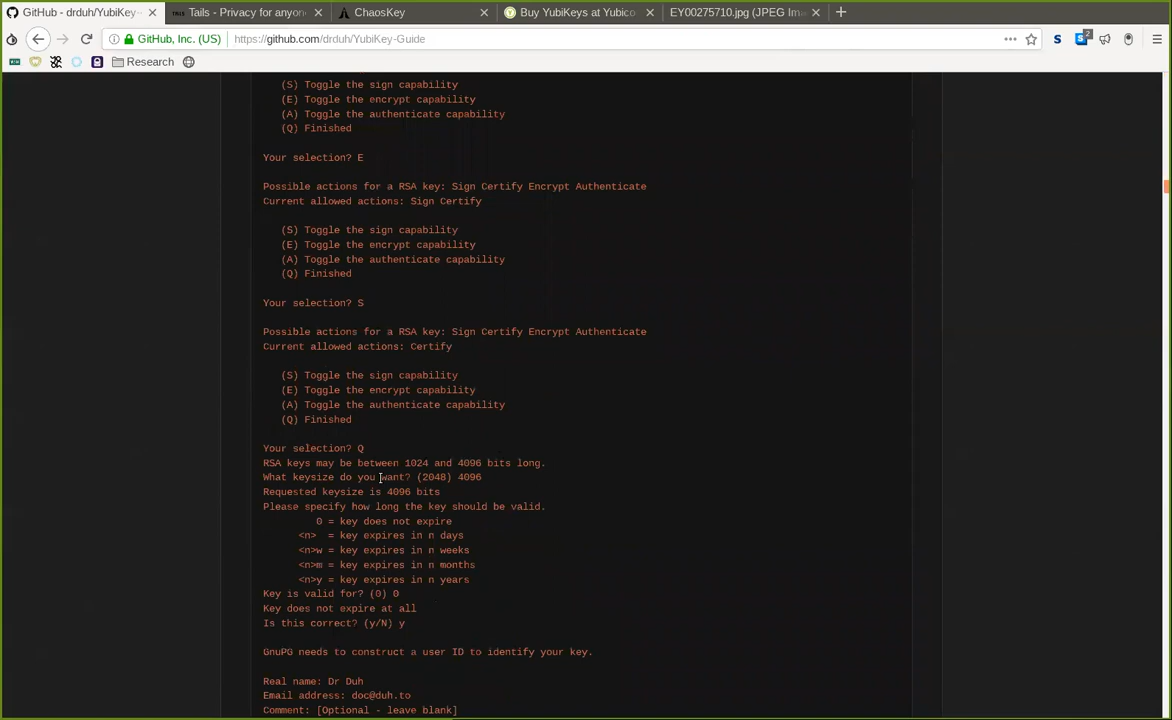 GitHub - drduh/YubiKey-
Tails - Privacy for anyon
ChaosKey
Buy YubiKeys at Yubico
EY00275710.jpg (JPEG Ima
GitHub, Inc. (US)
https://github.com/drduh/YubiKey-Guide
Research
(S) Toggle the sign capability
(E) Toggle the encrypt capability
(A) Toggle the authenticate capability
(Q) Finished
Your selection? E
Possible actions for a RSA key: Sign Certify Encrypt Authenticate
Current allowed actions: Sign Certify
(S) Toggle the sign capability
(E) Toggle the encrypt capability
(A) Toggle the authenticate capability
(Q) Finished
Your selection? S
Possible actions for a RSA key: Sign Certify Encrypt Authenticate
Current allowed actions: Certify
(S) Toggle the sign capability
(E) Toggle the encrypt capability
(A) Toggle the authenticate capability
(Q) Finished
Your selection? Q
RSA keys may be between 1024 and 4096 bits long.
What keysize do you want? (2048) 4096
Requested keysize is 4096 bits
Please specify how long the key should be valid.
0 = key does not expire
<n>  = key expires in n days
<n>w = key expires in n weeks
<n>m = key expires in n months
<n>y = key expires in n years
Key is valid for? (0) 0
Key does not expire at all
Is this correct? (y/N) y
GnuPG needs to construct a user ID to identify your key.
Real name: Dr Duh
Email address: doc@duh.to
Comment: [Optional - leave blank]